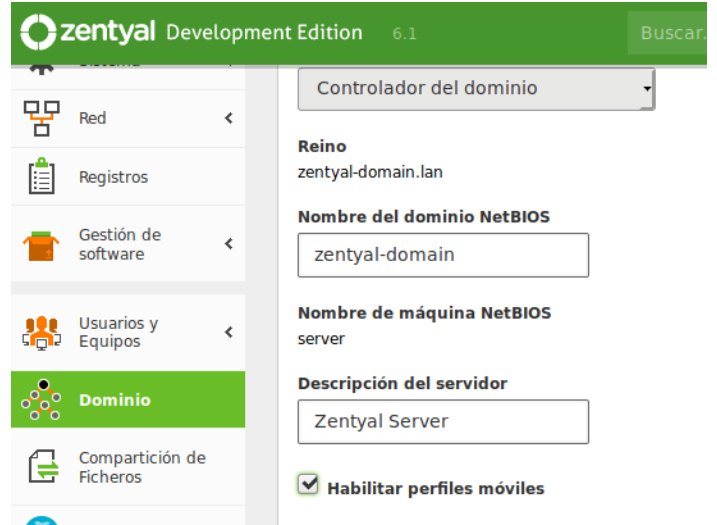 zentyal Development Edition 6.1 Buscar.
Controlador del dominio
Red
Reino
zentyal-domain.lan
Registros
Nombre del dominio NetBIOS
Gestión de
software
zentyal-domain
Usuarios y
Equipos
Nombre de máquina NetBIOS
server
Dominio
Descripción del servidor
Zentyal Server
Compartición de
Ficheros
Habilitar perfiles móviles